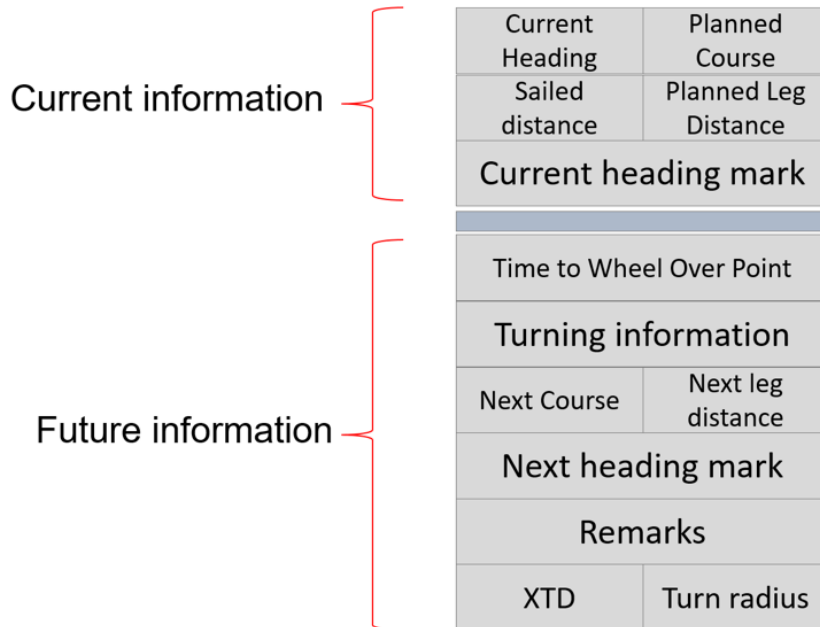 Current information
Current
Heading
Planned
Course
Sailed
distance
Planned Leg
Distance
Current heading mark
Future information
Time to Wheel Over Point
Turning information
Next Course
Next leg
distance
Next heading mark
Remarks
XTD
Turn radius